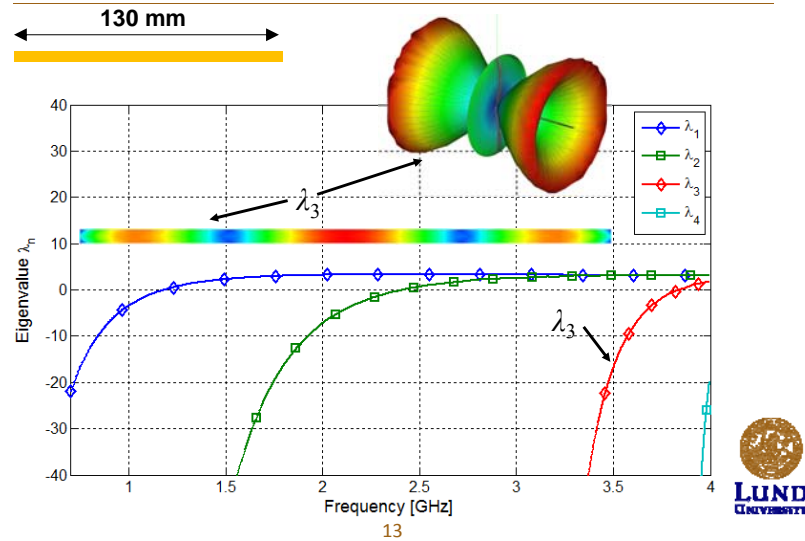 130 mm
λ3
λ3
Eigenvalue λn
40
30
20
10
0
-10
-20
-30
-40
1
1.5
2
2.5
3
3.5
4
Frequency [GHz]
λ1
λ2
λ3
λ4
13
LUND
UNIVERSITY